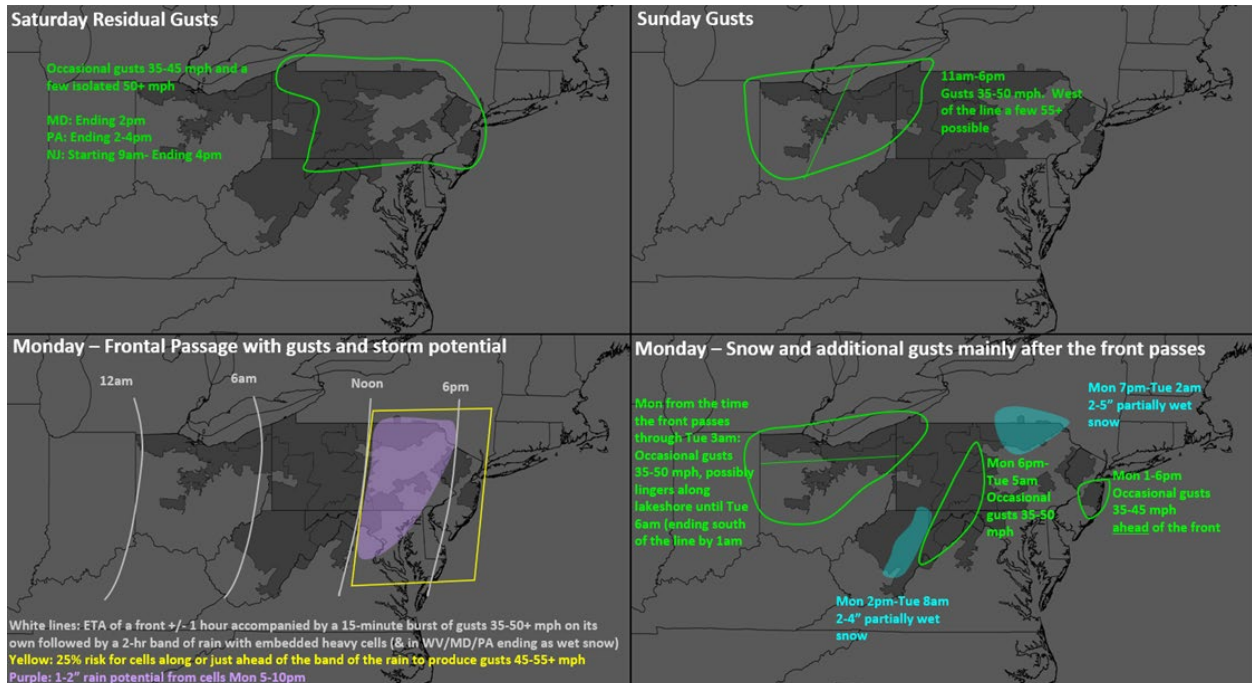 Saturday Residual Gusts
Occasional gusts 35-45 mph and a
few isolated 50+ mph
MD: Ending 2pm
PA: Ending 2-4pm
NJ: Starting 9am- Ending 4pm
Sunday Gusts
11am-6pm
Gusts 35-50 mph. West
of the line a few 55+
possible
Monday – Frontal Passage with gusts and storm potential
12am
6am
Noon
6pm
White lines: ETA of a front +/- 1 hour accompanied by a 15-minute burst of gusts 35-50+ mph on its
own followed by a 2-hr band of rain with embedded heavy cells (& in WV/MD/PA ending as wet snow)
Yellow: 25% risk for cells along or just ahead of the band of the rain to produce gusts 45-55+ mph
Purple: 1-2" rain potential from cells Mon 5-10pm
Monday – Snow and additional gusts mainly after the front passes
Mon from the time
the front passes
through Tue 3am:
Occasional gusts
35-50 mph, possibly
lingers along
lakeshore until Tue
6am (ending south
of the line by 1am
Mon 7pm-Tue 2am
2-5" partially wet
snow
Mon 6pm-
Tue 5am
Occasional
gusts 35-50
mph
Mon 1-6pm
Occasional gusts
35-45 mph
ahead of the front
Mon 2pm-Tue 8am
2-4" partially wet
snow